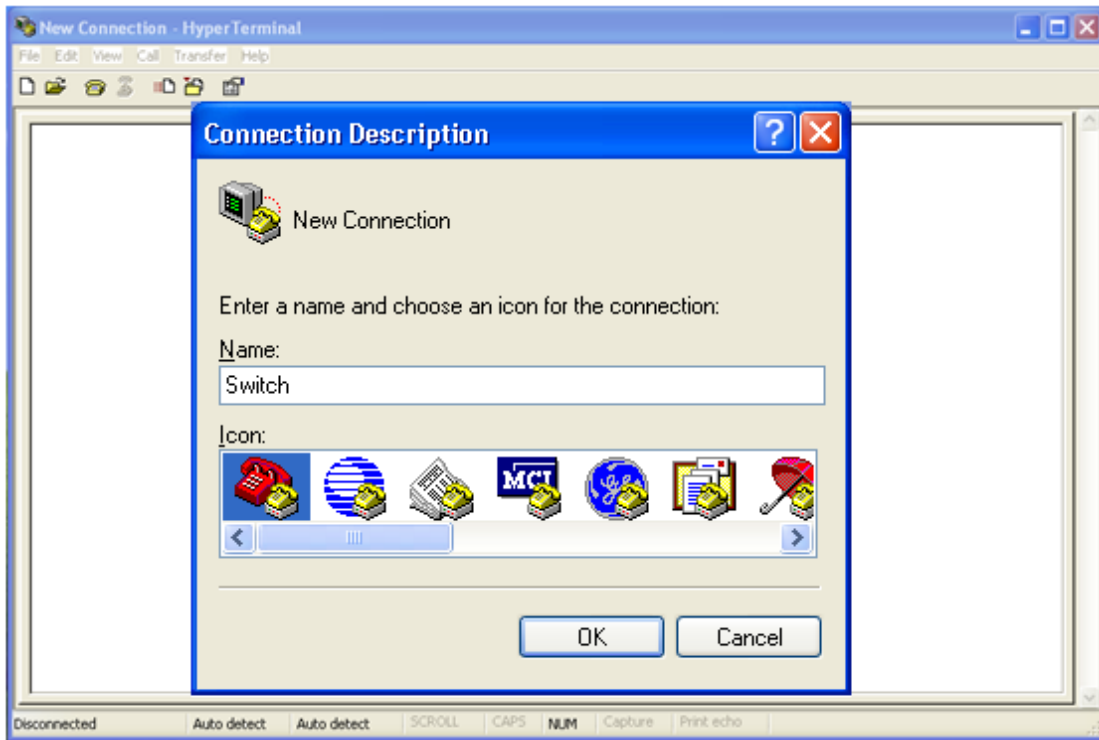 New Connection - HyperTerminal
File Edit View Call Transfer Help
Connection Description
New Connection
Enter a name and choose an icon for the connection:
Name:
Switch
Icon:
MCI
OK Cancel
Disconnected Auto detect Auto detect SCROLL CAPS NUM Capture Print echo